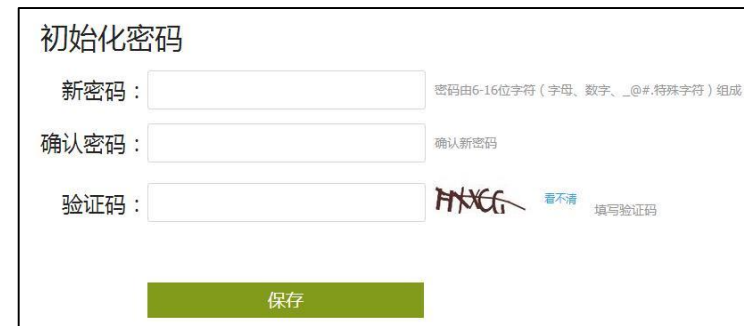 初始化密码
新密码： 密码由6-16位字符（字母、数字、_@#.特殊字符）组成
确认密码： 确认新密码
验证码： 看不清 填写验证码
保存